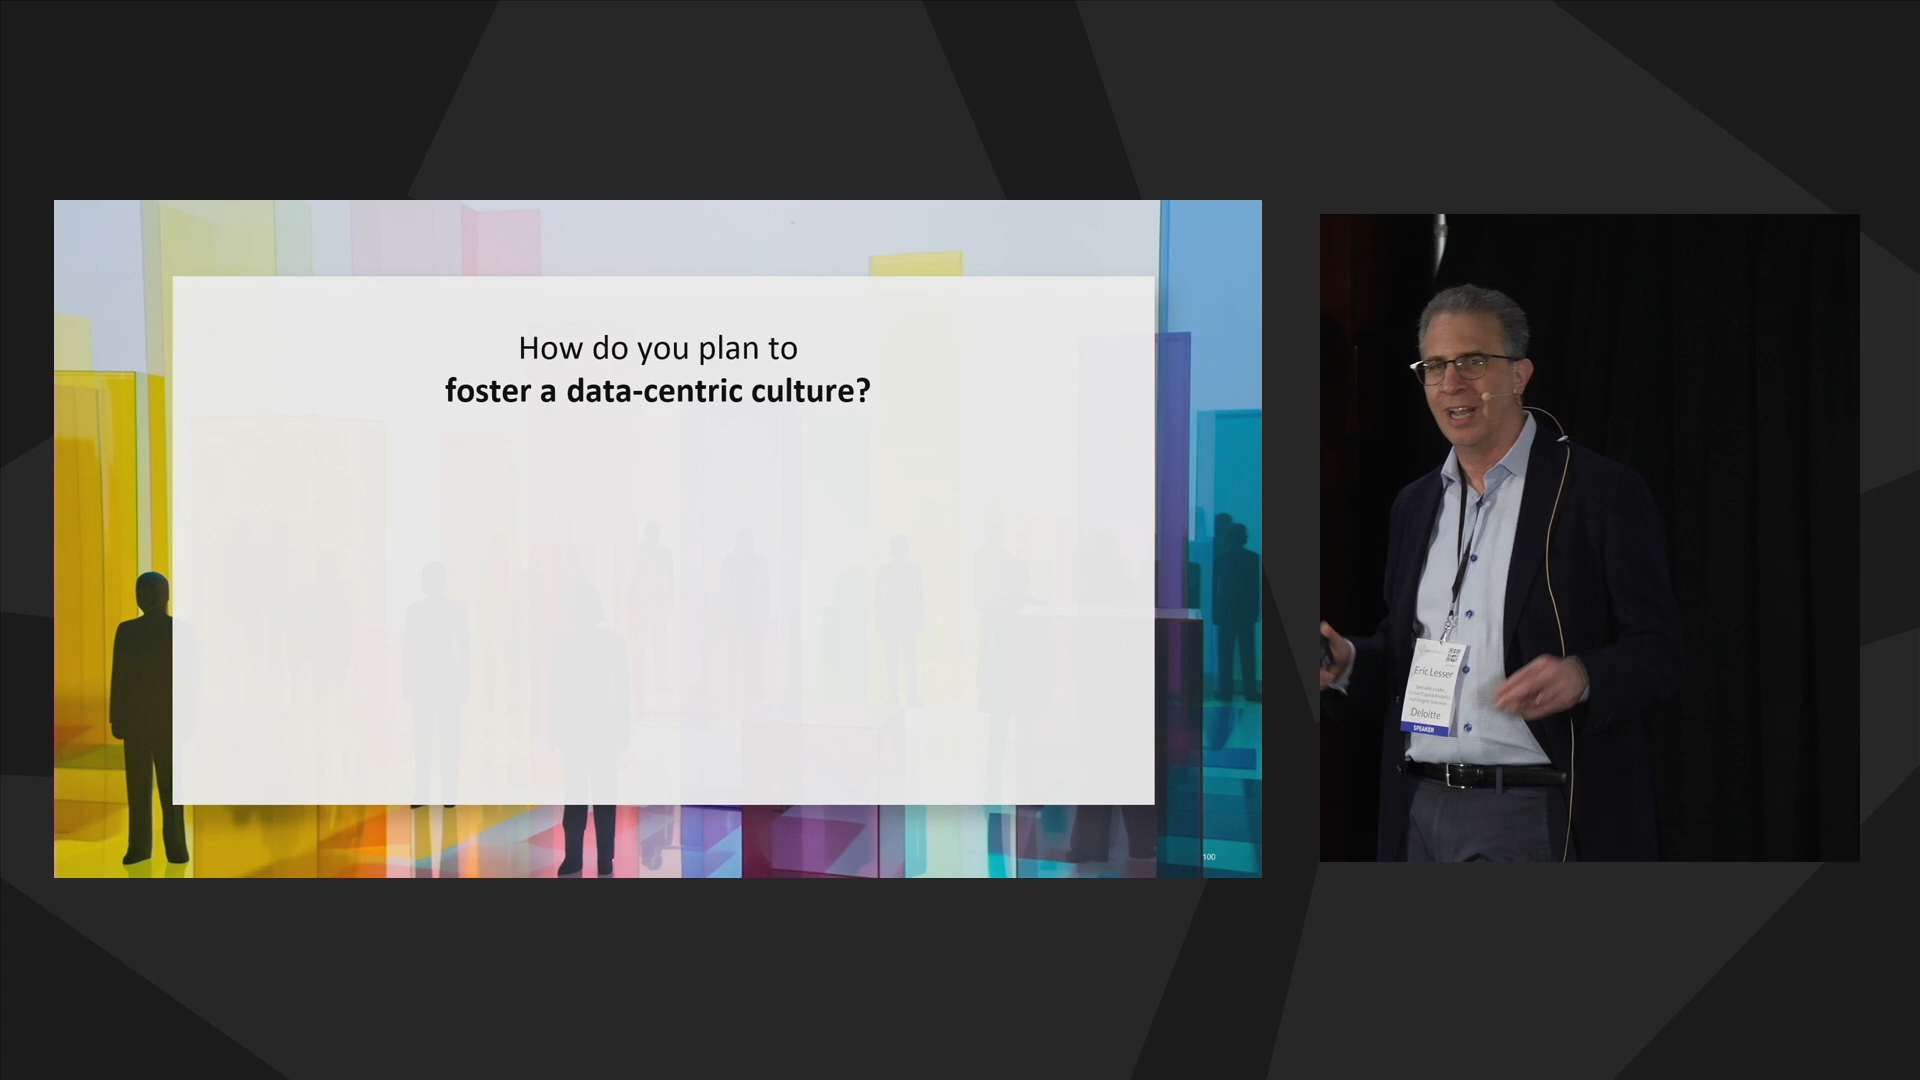 How do you plan to
foster a data-centric culture?
100
Eric Lesser
Deloitte
SPEAKER